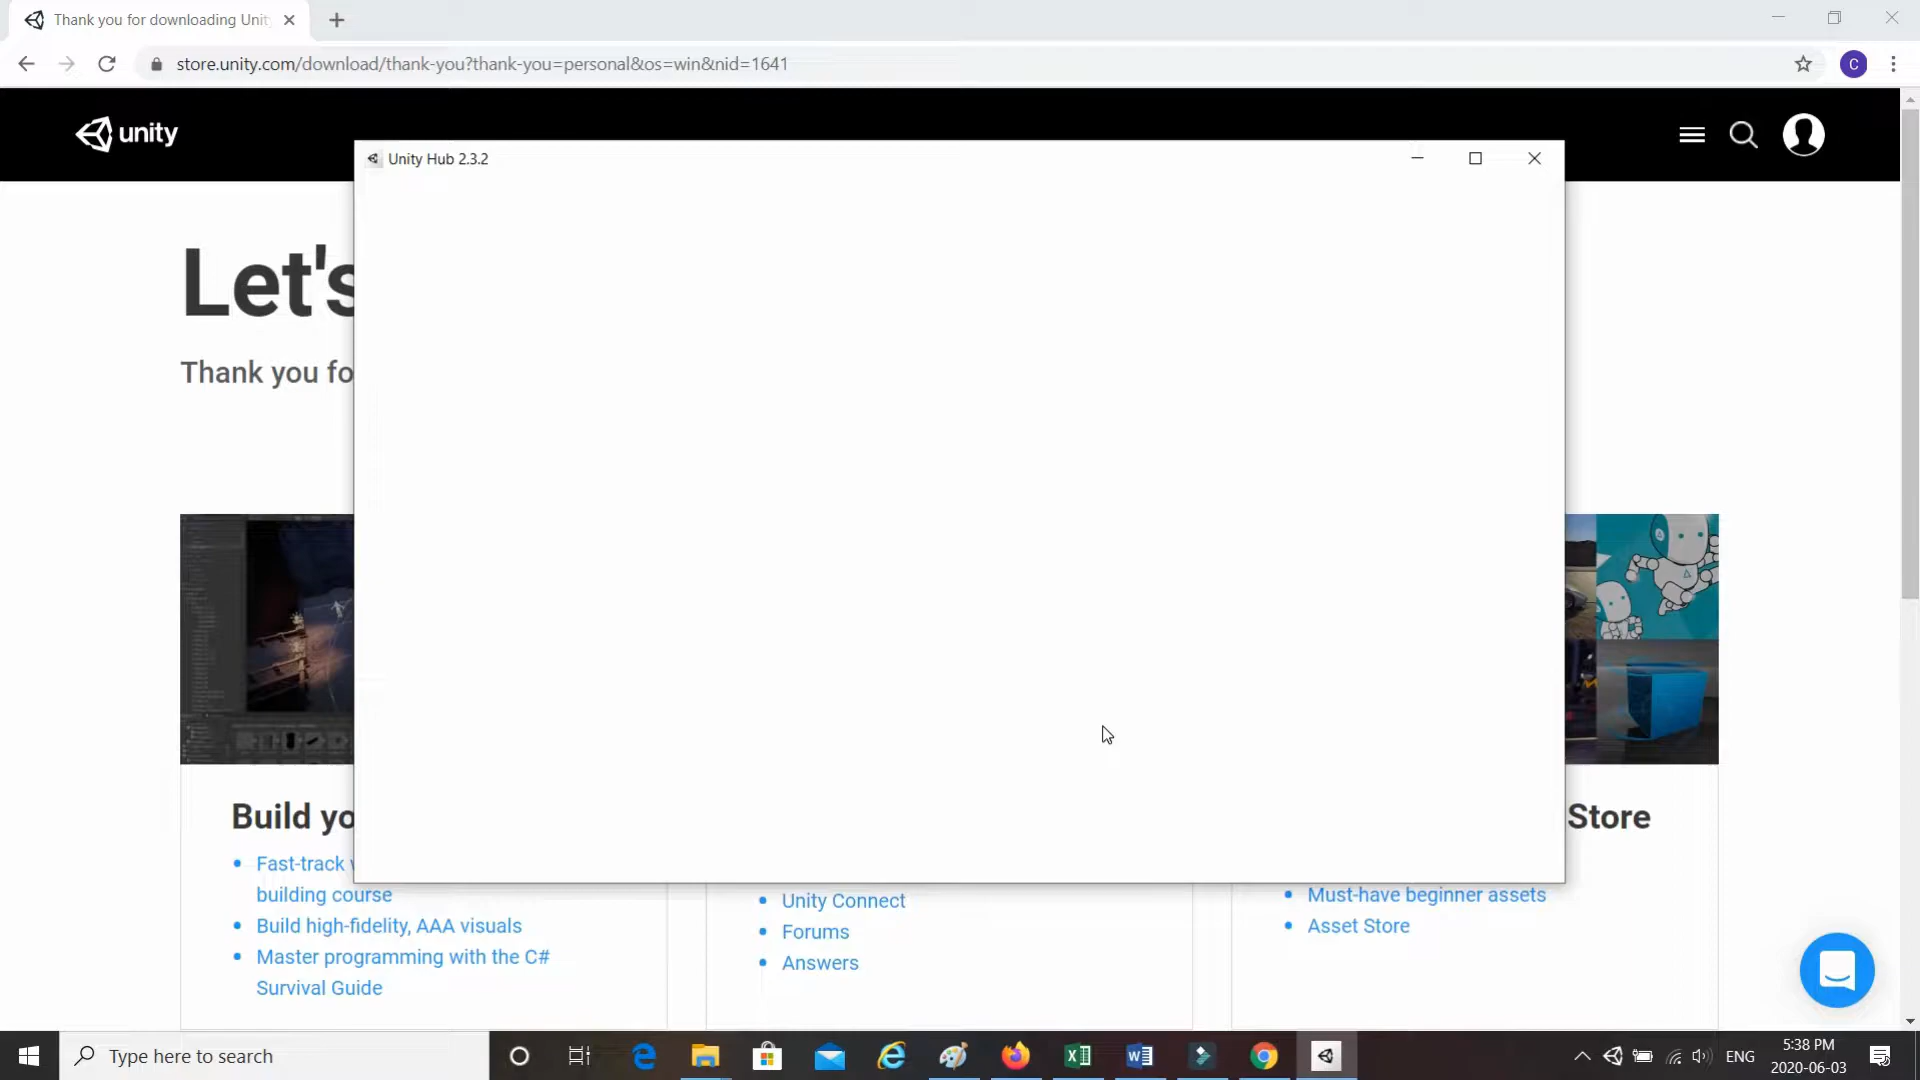 Thank you for downloading Unit
store.unity.com/download/thank-you?thank-you=personal&os=win&nid=1641
C
unity
Unity Hub 2.3.2
Let's
Thank you fo
Build yo
Fast-track
building course
Build high-fidelity, AAA visuals
Master programming with the C#
Survival Guide
Unity Connect
Forums
Answers
Store
Must-have beginner assets
Asset Store
Type here to search
ENG
5:38 PM
2020-06-03